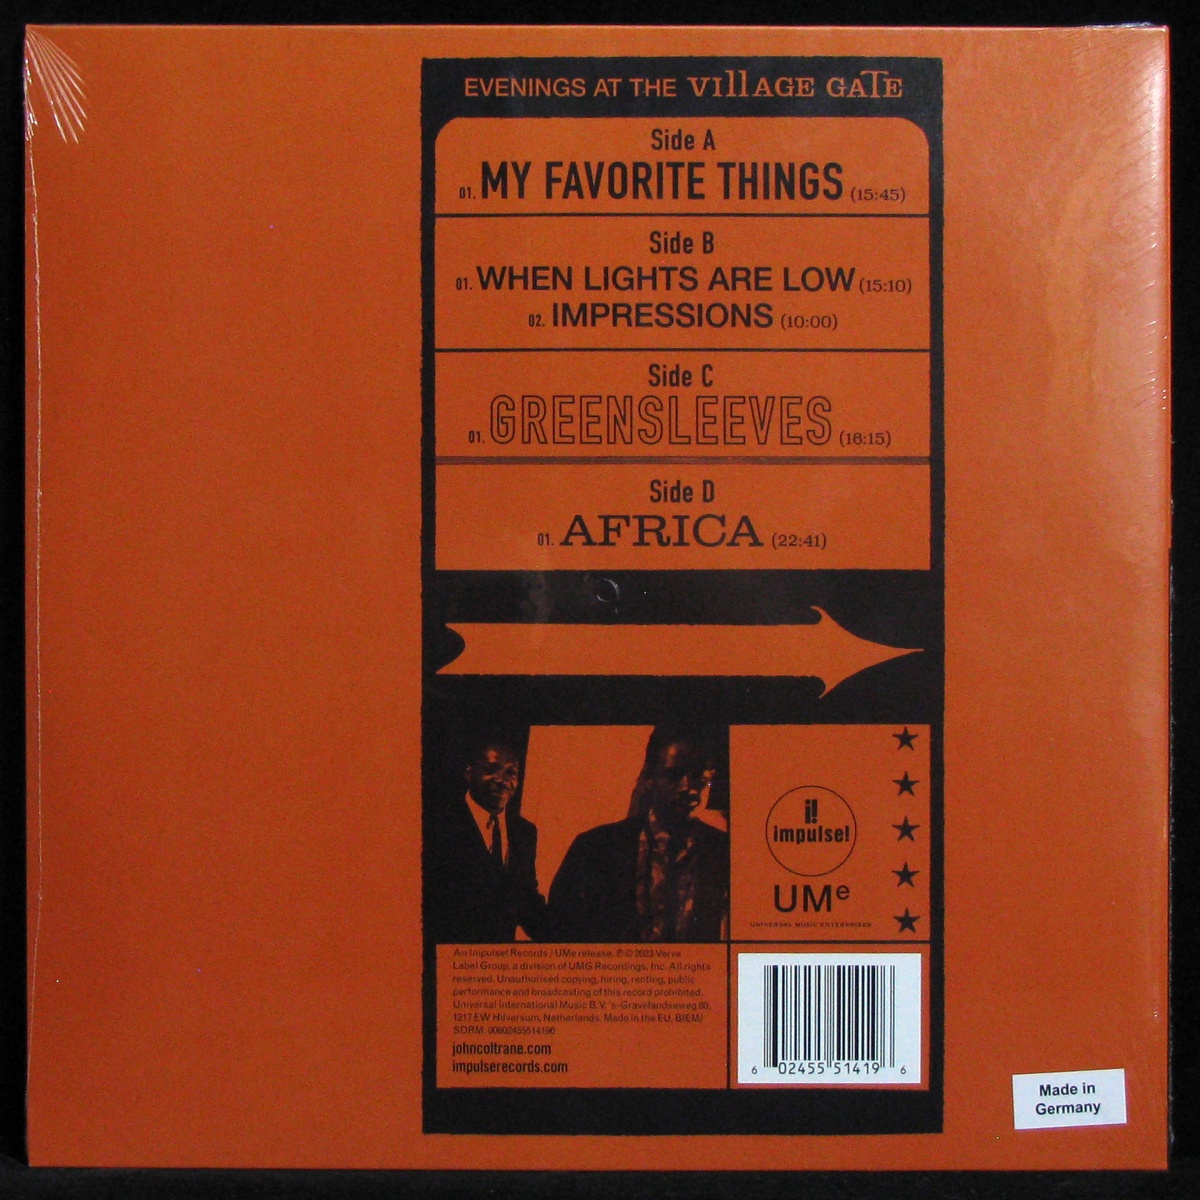 EVENINGS AT THE VillAGE GATE
Side A
01. MY FAVORITE THINGS (15:45)
Side B
01. WHEN LIGHTS ARE LOW (15:10)
02. IMPRESSIONS (10:00)
Side C
01. GREENSLEEVES (16:15)
Side D
01. AFRICA (22:41)
i!
impulse!
UMe
UNIVERSAL MUSIC ENTERPRISES
An Impulse! Records / UMe release. ℗ © 2023 Verve
Label Group, a division of UMG Recordings, Inc. All rights
reserved. Unauthorised copying, hiring, renting, public
performance and broadcasting of this record prohibited.
Universal International Music B.V. 's-Gravelandseweg 80,
1217 EW Hilversum, Netherlands. Made in the EU. BIEM/
SDRM. 00602455514196
johncoltrane.com
impulserecords.com
6 02455 51419 6
Made in
Germany